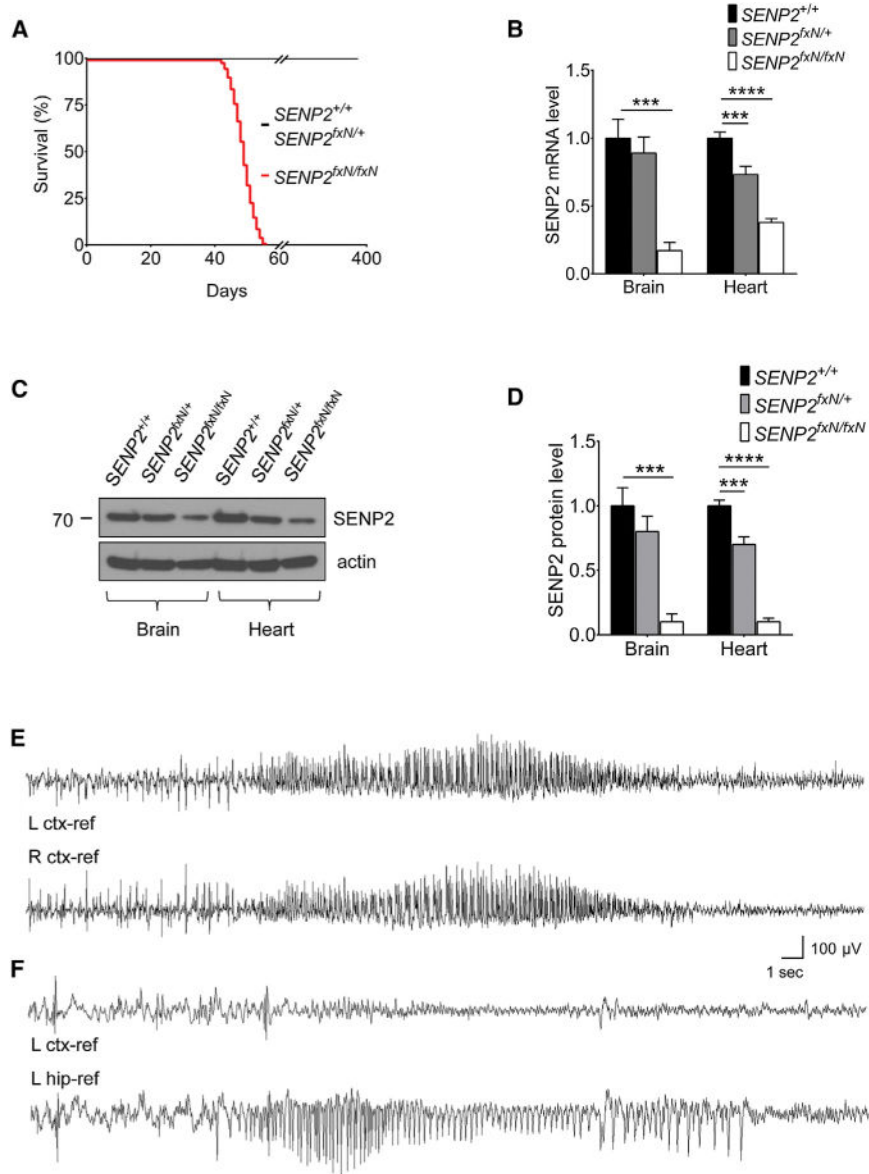 A
100
75
50
25
0
Survival (%)
0 20 40 60 400
Days
SENP2+/+
SENP2fxN/+
SENP2fxN/fxN
B
SENP2+/+
SENP2fxN/+
SENP2fxN/fxN
1.5
1.0
0.5
0.0
SENP2 mRNA level
*** *** ****
Brain Heart
C
SENP2+/+ SENP2fxN/+ SENP2fxN/fxN SENP2+/+ SENP2fxN/+ SENP2fxN/fxN
70
SENP2
actin
Brain Heart
D
SENP2+/+
SENP2fxN/+
SENP2fxN/fxN
1.5
1.0
0.5
0.0
SENP2 protein level
*** *** ****
Brain Heart
E
L ctx-ref
R ctx-ref
100 µV
1 sec
F
L ctx-ref
L hip-ref